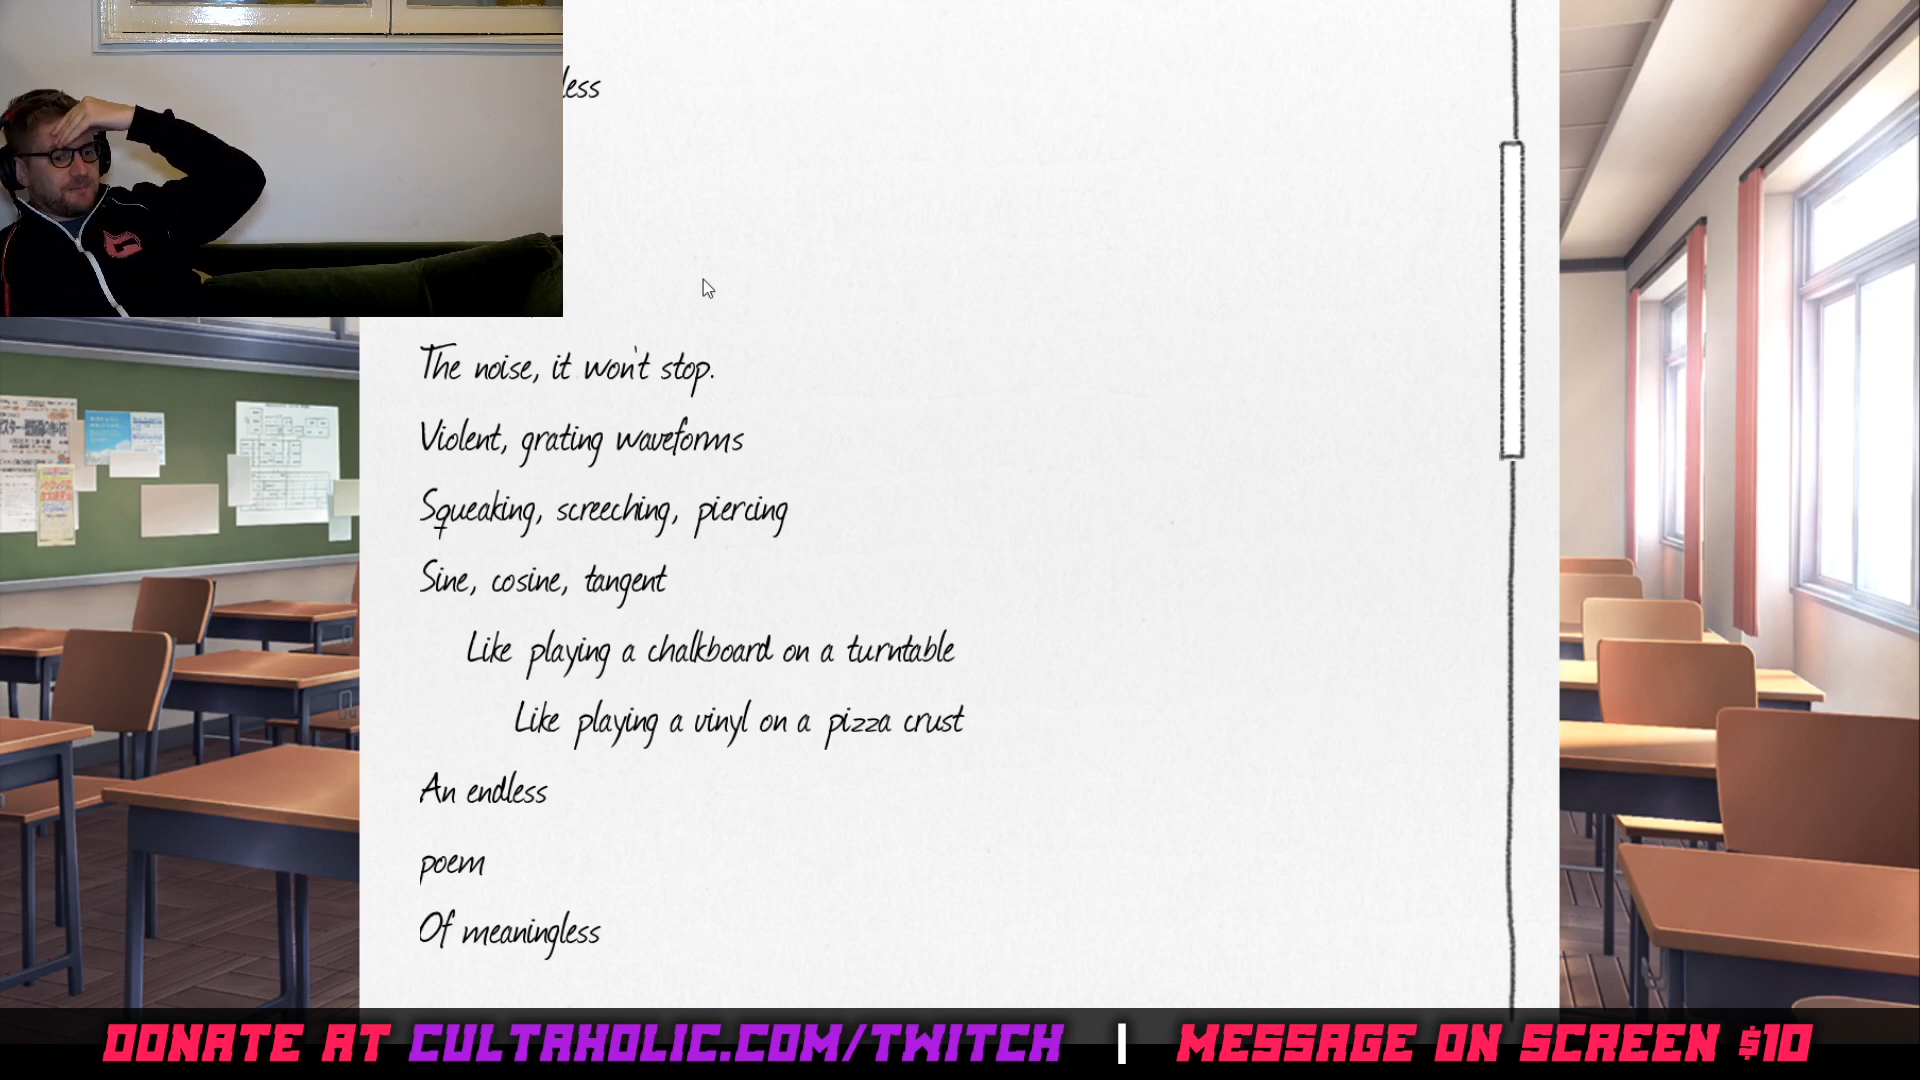 less
The noise, it won't stop.
Violent, grating waveforms
Squeaking, screeching, piercing
Sine, cosine, tangent
Like playing a chalkboard on a turntable
Like playing a vinyl on a pizza crust
An endless
poem
Of meaningless
DONATE AT CULTAHOLIC.COM/TWITCH | MESSAGE ON SCREEN $10